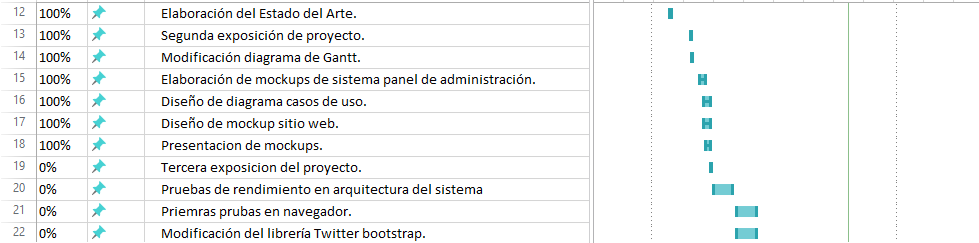 12 100% Elaboración del Estado del Arte.
13 100% Segunda exposición de proyecto.
14 100% Modificación diagrama de Gantt.
15 100% Elaboración de mockups de sistema panel de administración.
16 100% Diseño de diagrama casos de uso.
17 100% Diseño de mockup sitio web.
18 100% Presentacion de mockups.
19 0% Tercera exposicion del proyecto.
20 0% Pruebas de rendimiento en arquitectura del sistema
21 0% Priemras prubas en navegador.
22 0% Modificación del librería Twitter bootstrap.